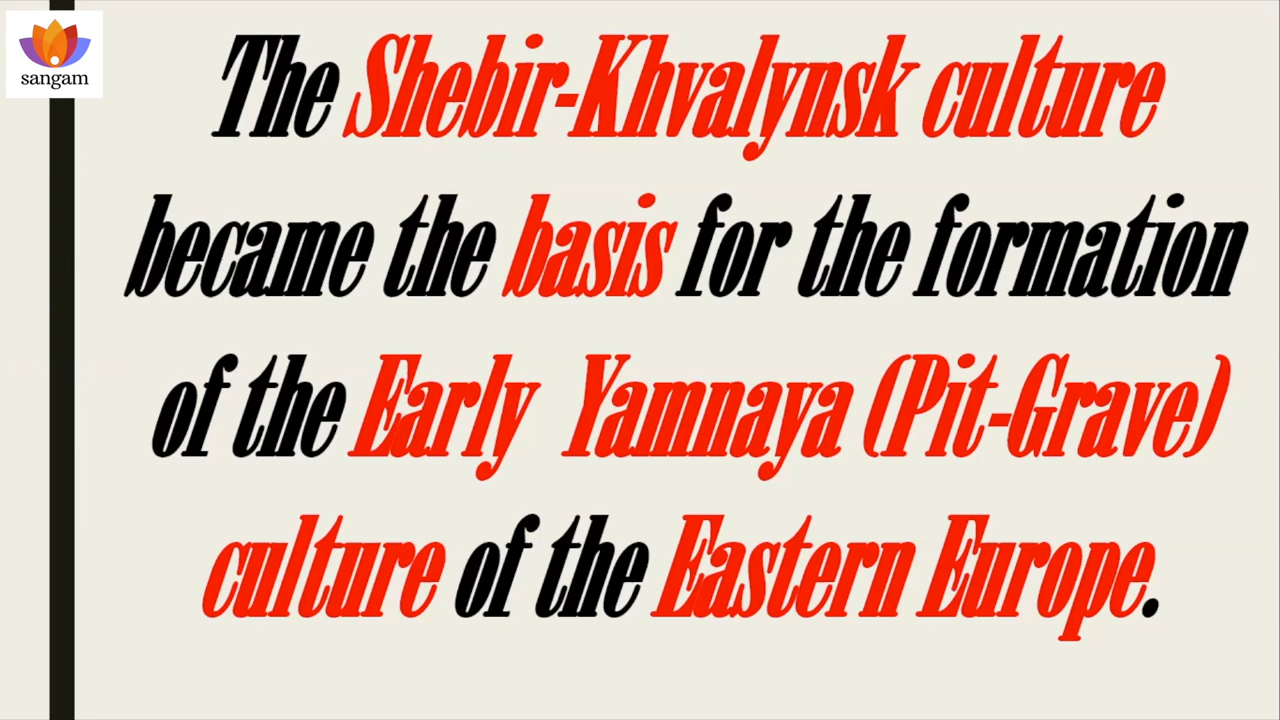 sangam
The Shebir-Khvalynsk culture
became the basis for the formation
of the Early Yamnaya (Pit-Grave)
culture of the Eastern Europe.